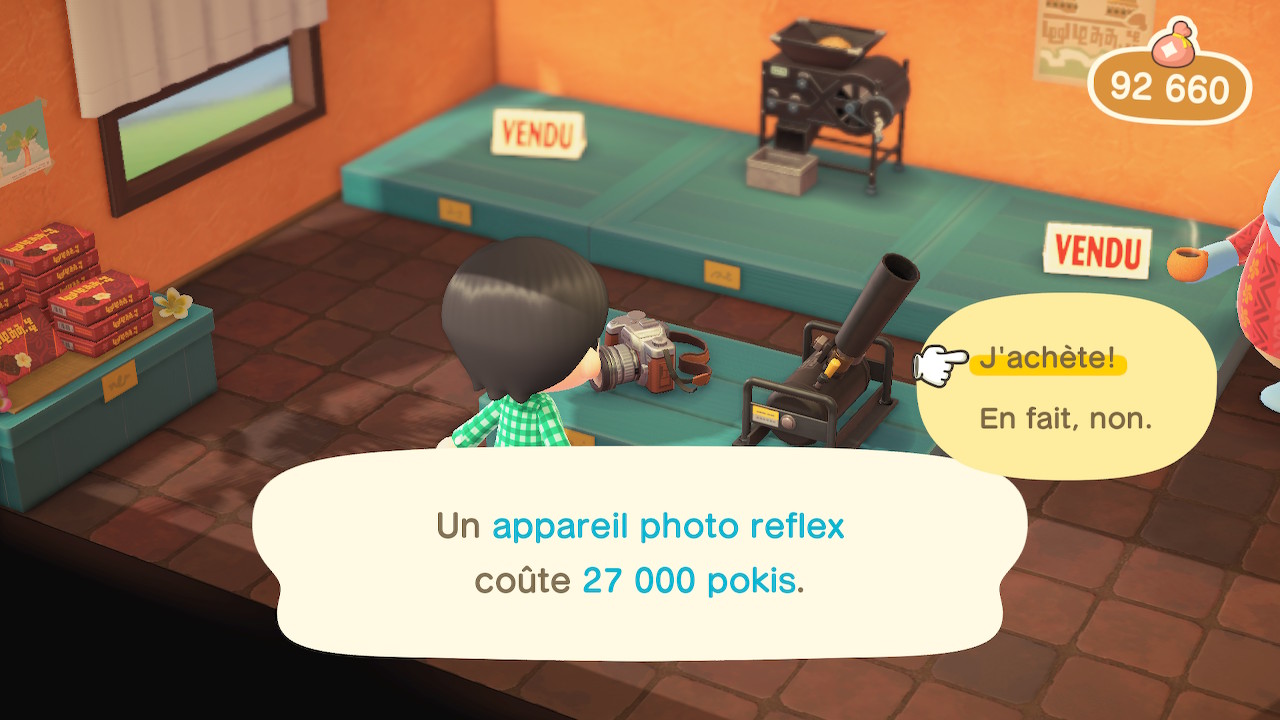 92 660
VENDU
VENDU
J'achète!
En fait, non.
Un appareil photo reflex
coûte 27 000 pokis.